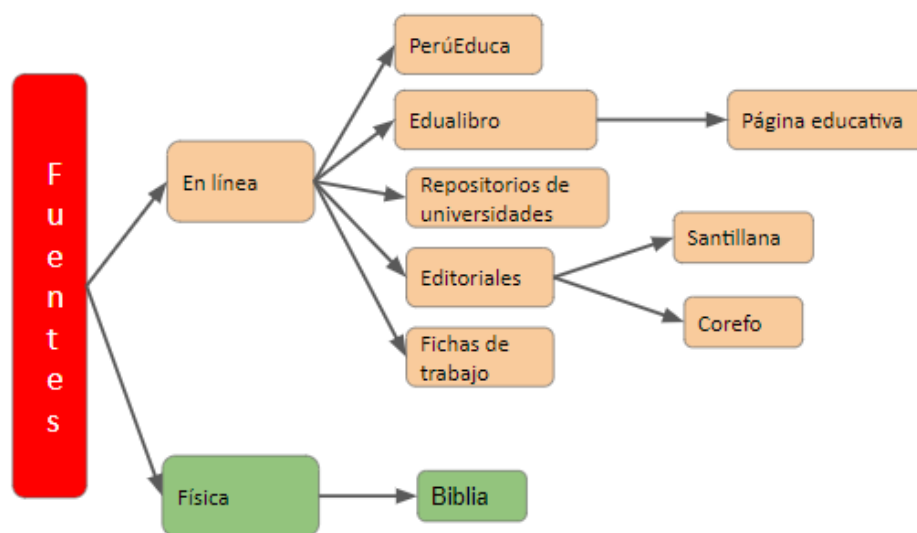 Fuentes
En línea
PerúEduca
Edualibro
Página educativa
Repositorios de
universidades
Editoriales
Santillana
Corefo
Fichas de
trabajo
Física
Biblia